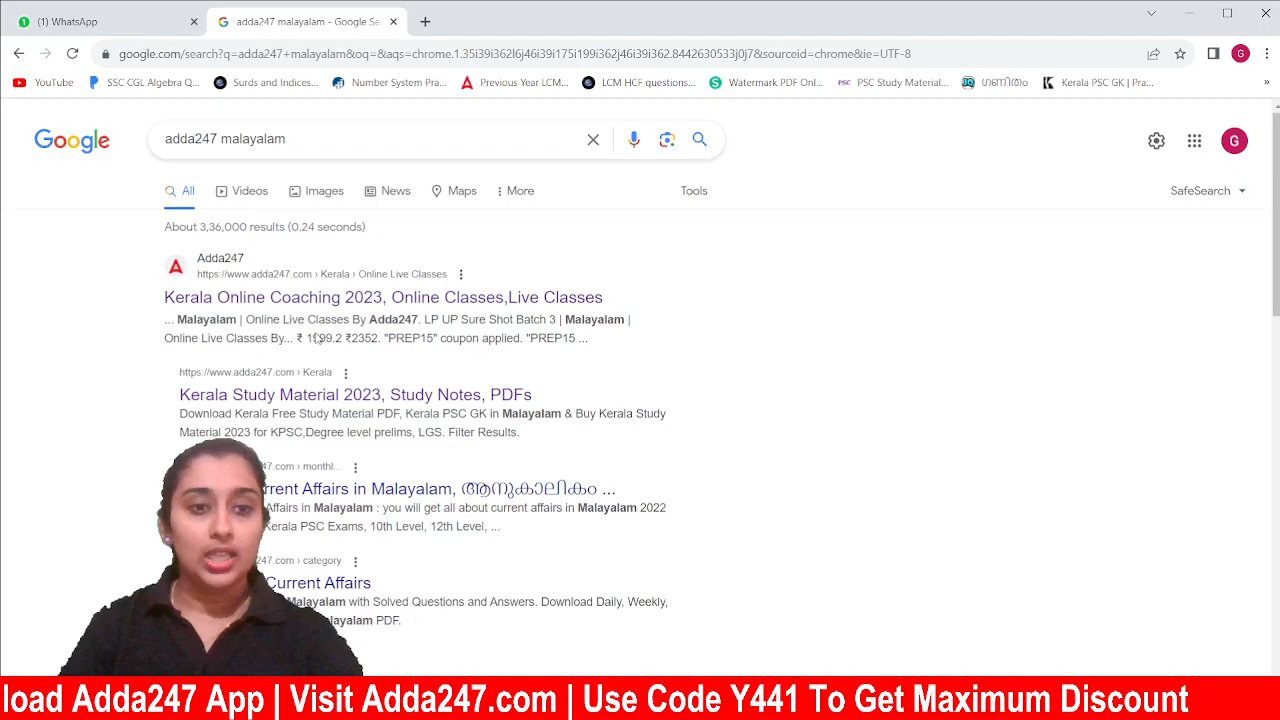 (1) WhatsApp
adda247 malayalam - Google Se
google.com/search?q=adda247+malayalam&oq=&aqs=chrome.1.35i39i362l6j46i39i175i199i362j46i39i362.8442630533j0j7&sourceid=chrome&ie=UTF-8
G
YouTube
SSC CGL Algebra Q...
Surds and Indices...
Number System Pra...
Previous Year LCM...
LCM HCF questions...
Watermark PDF Onl...
PSC Study Material...
ഗണിതം
Kerala PSC GK | Pra...
Google
adda247 malayalam
G
All
Videos
Images
News
Maps
More
Tools
SafeSearch
About 3,36,000 results (0.24 seconds)
Adda247
https://www.adda247.com › Kerala › Online Live Classes
Kerala Online Coaching 2023, Online Classes,Live Classes
... Malayalam | Online Live Classes By Adda247. LP UP Sure Shot Batch 3 | Malayalam |
Online Live Classes By... ₹ ₹2352. "PREP15" coupon applied. "PREP15 ...
https://www.adda247.com › Kerala
Kerala Study Material 2023, Study Notes, PDFs
Download Kerala Free Study Material PDF, Kerala PSC GK in Malayalam & Buy Kerala Study
Material 2023 for KPSC,Degree level prelims, LGS. Filter Results.
247.com › monthl...
rrent Affairs in Malayalam, ആനുകാലികം ...
Affairs in Malayalam : you will get all about current affairs in Malayalam 2022
Kerala PSC Exams, 10th Level, 12th Level, ...
247.com › category
Current Affairs
Malayalam with Solved Questions and Answers. Download Daily, Weekly,
layalam PDF.
load Adda247 App | Visit Adda247.com | Use Code Y441 To Get Maximum Discount